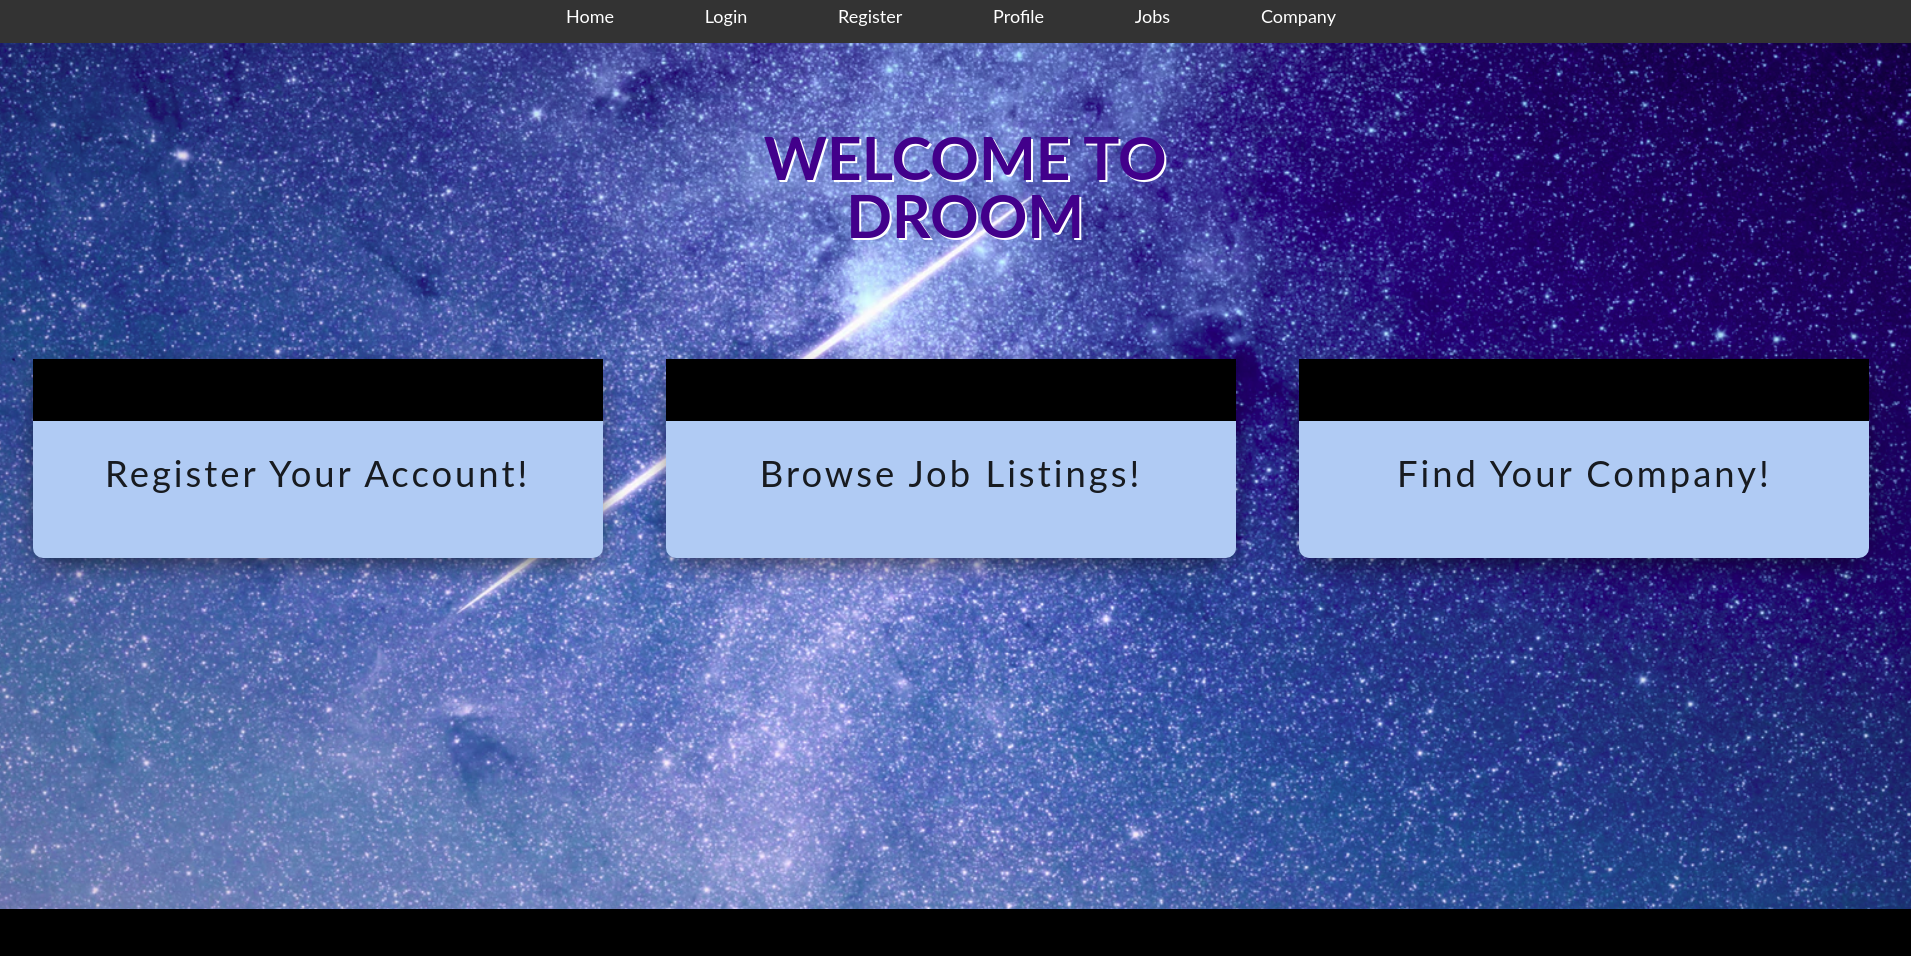 Home Login Register Profile Jobs Company
WELCOME TO
DROOM
Register Your Account! Browse Job Listings! Find Your Company!